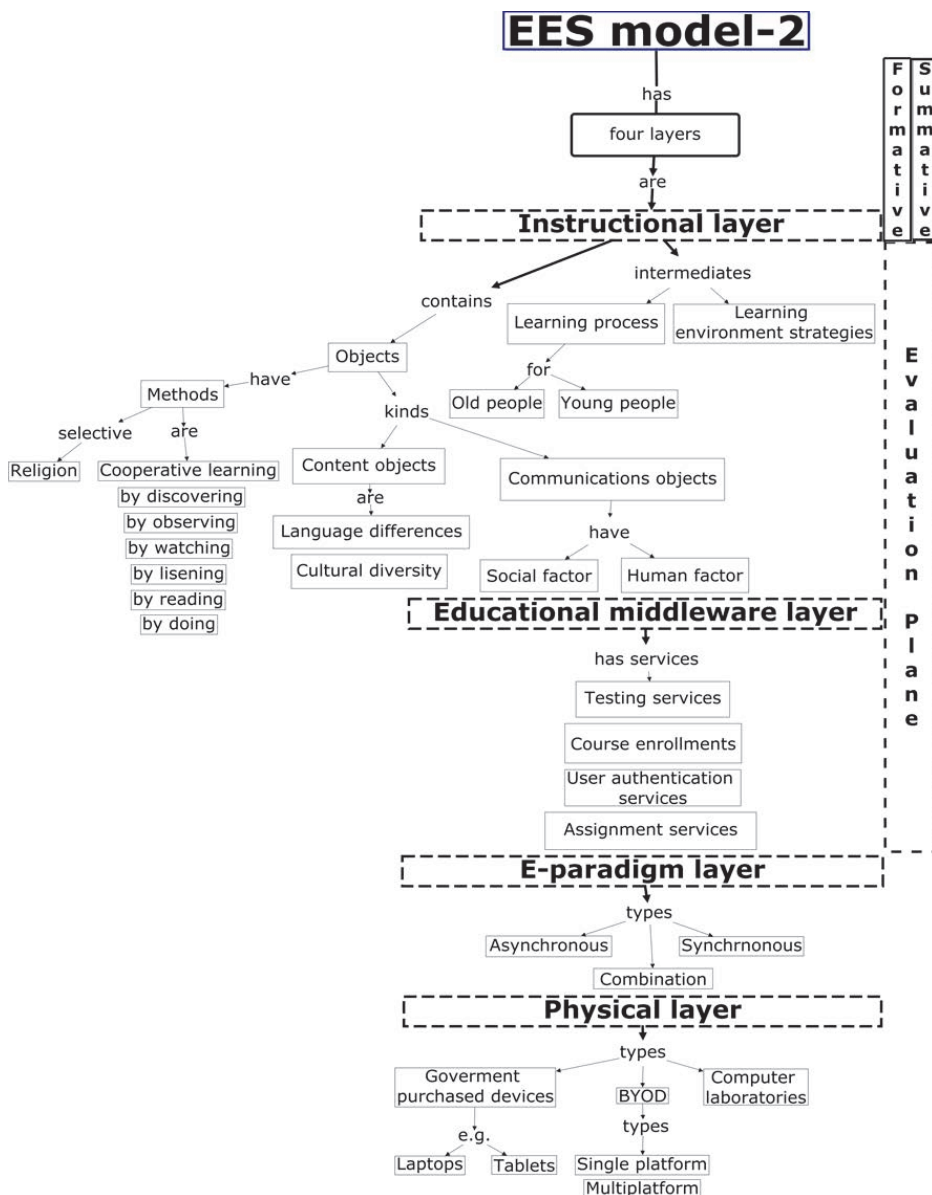 EES model-2
has
four layers
are
Formative
Summative
Instructional layer
intermediates
contains
Learning process
Learning
environment strategies
Objects
for
have
Old people
Young people
Methods
kinds
selective
are
Content objects
Religion
Cooperative learning
Communications objects
by discovering
are
by observing
Language differences
have
by watching
by lisening
Cultural diversity
Social factor
Human factor
by reading
by doing
Evaluation Plane
Educational middleware layer
has services
Testing services
Course enrollments
User authentication
services
Assignment services
E-paradigm layer
types
Asynchronous
Synchrnonous
Combination
Physical layer
types
Goverment
purchased devices
BYOD
Computer
laboratories
e.g.
types
Laptops
Tablets
Single platform
Multiplatform